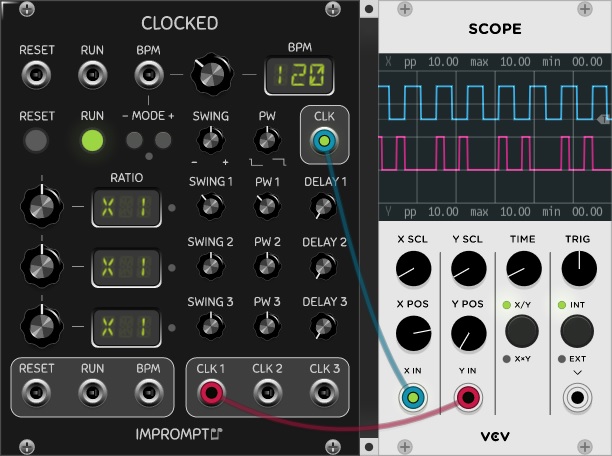 CLOCKED
RESET RUN BPM BPM
120
RESET RUN - MODE + SWING PW CLK
- +
RATIO
SWING 1 PW 1 DELAY 1
X 1
SWING 2 PW 2 DELAY 2
X 1
SWING 3 PW 3 DELAY 3
X 1
RESET RUN BPM CLK 1 CLK 2 CLK 3
IMPROMPT
SCOPE
X pp 10.00 max 10.00 min 00.00
1
Y pp 10.00 max 10.00 min 00.00
X SCL Y SCL TIME TRIG
X POS Y POS X/Y INT
X IN Y IN X×Y EXT
VCV